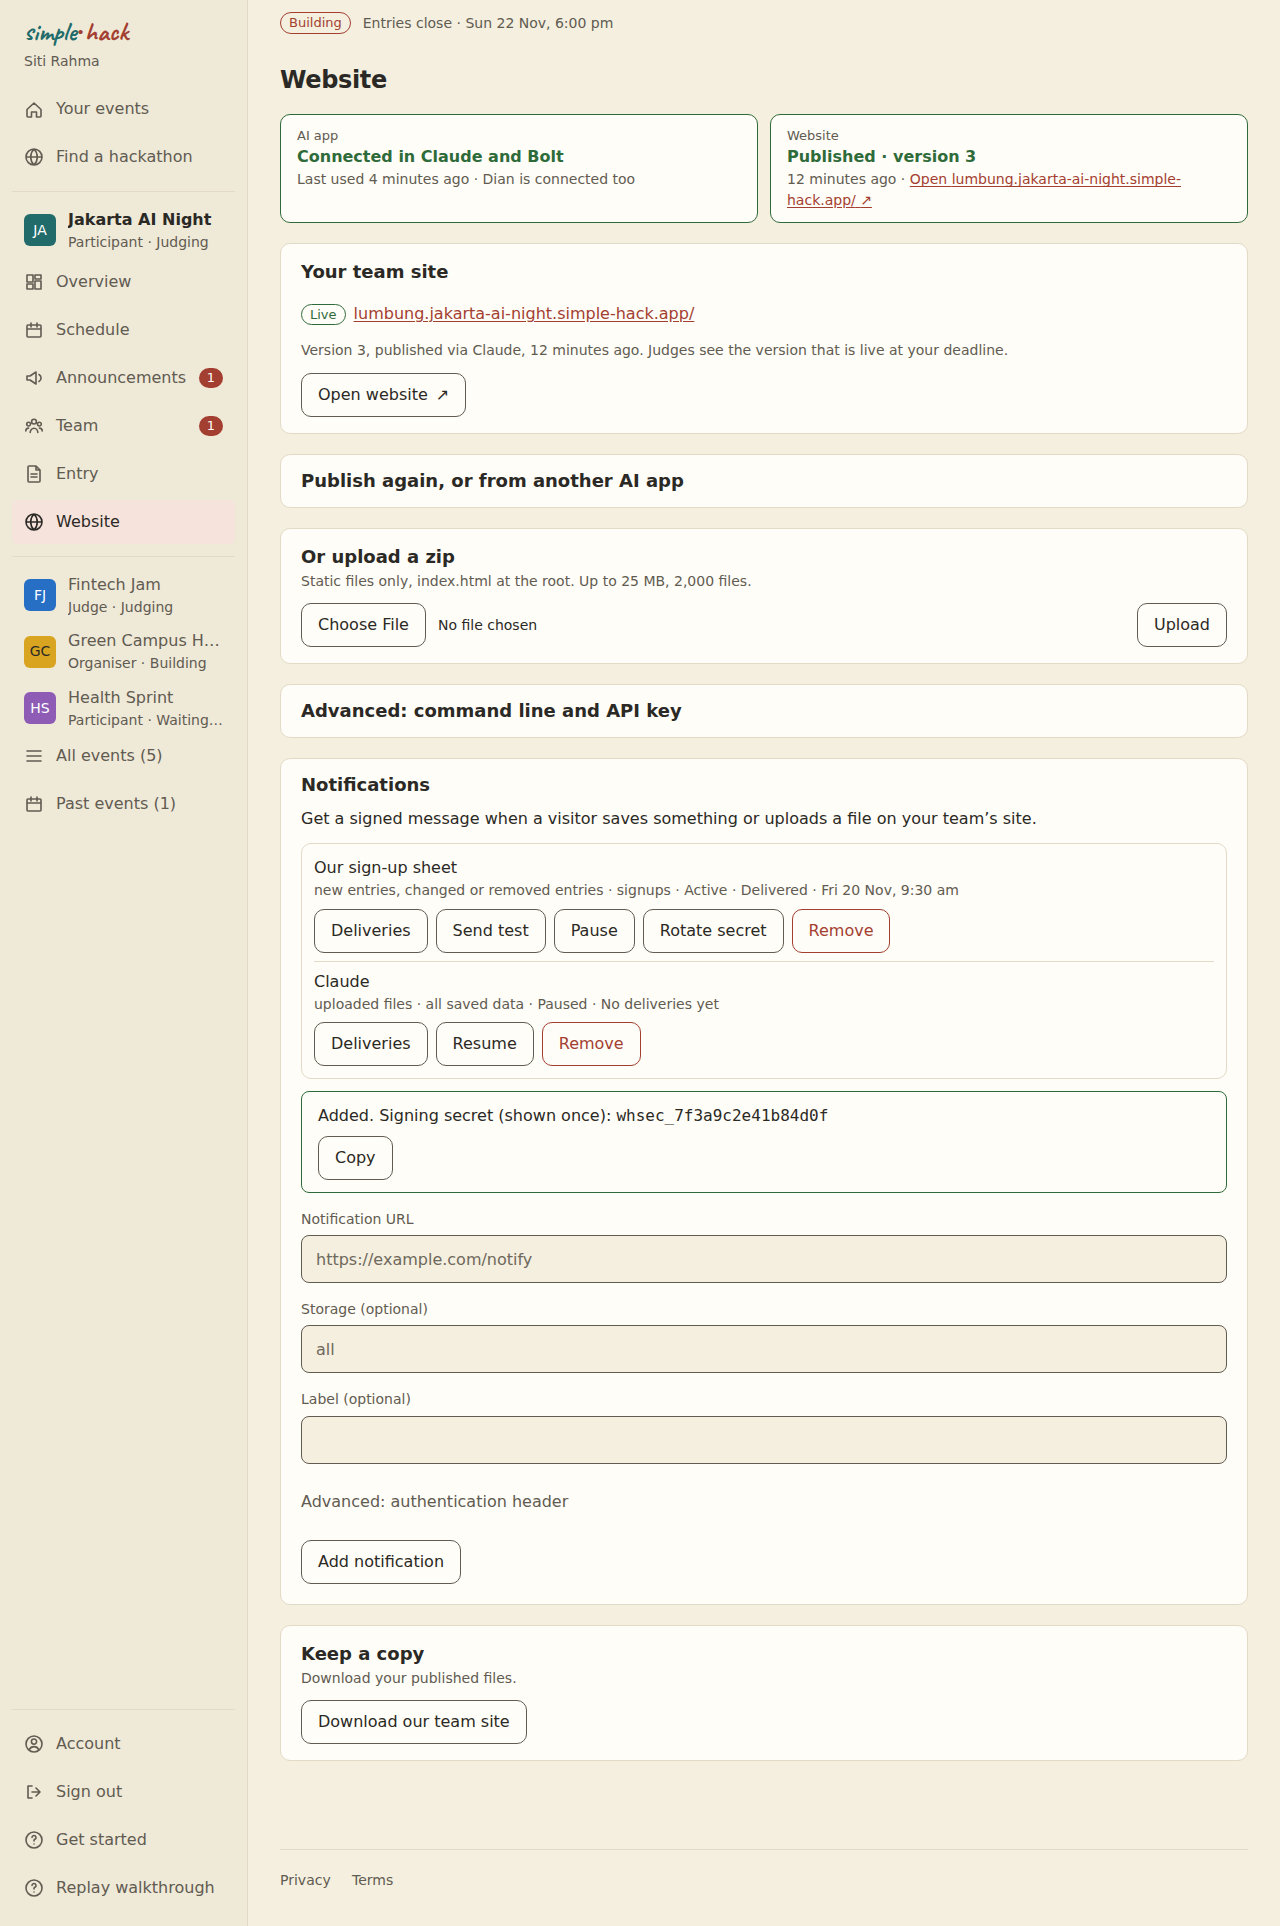 simple·hack
Siti Rahma
Your events
Find a hackathon
JA
Jakarta AI Night
Participant · Judging
Overview
Schedule
Announcements 1
Team 1
Entry
Website
FJ
Fintech Jam
Judge · Judging
GC
Green Campus H…
Organiser · Building
HS
Health Sprint
Participant · Waiting…
All events (5)
Past events (1)
Account
Sign out
Get started
Replay walkthrough
Building Entries close · Sun 22 Nov, 6:00 pm
Website
AI app
Connected in Claude and Bolt
Last used 4 minutes ago · Dian is connected too
Website
Published · version 3
12 minutes ago · Open lumbung.jakarta-ai-night.simple-
hack.app/ ↗
Your team site
Live lumbung.jakarta-ai-night.simple-hack.app/
Version 3, published via Claude, 12 minutes ago. Judges see the version that is live at your deadline.
Open website ↗
Publish again, or from another AI app
Or upload a zip
Static files only, index.html at the root. Up to 25 MB, 2,000 files.
Choose File No file chosen Upload
Advanced: command line and API key
Notifications
Get a signed message when a visitor saves something or uploads a file on your team’s site.
Our sign-up sheet
new entries, changed or removed entries · signups · Active · Delivered · Fri 20 Nov, 9:30 am
Deliveries Send test Pause Rotate secret Remove
Claude
uploaded files · all saved data · Paused · No deliveries yet
Deliveries Resume Remove
Added. Signing secret (shown once): whsec_7f3a9c2e41b84d0f
Copy
Notification URL
https://example.com/notify
Storage (optional)
all
Label (optional)
Advanced: authentication header
Add notification
Keep a copy
Download your published files.
Download our team site
Privacy Terms